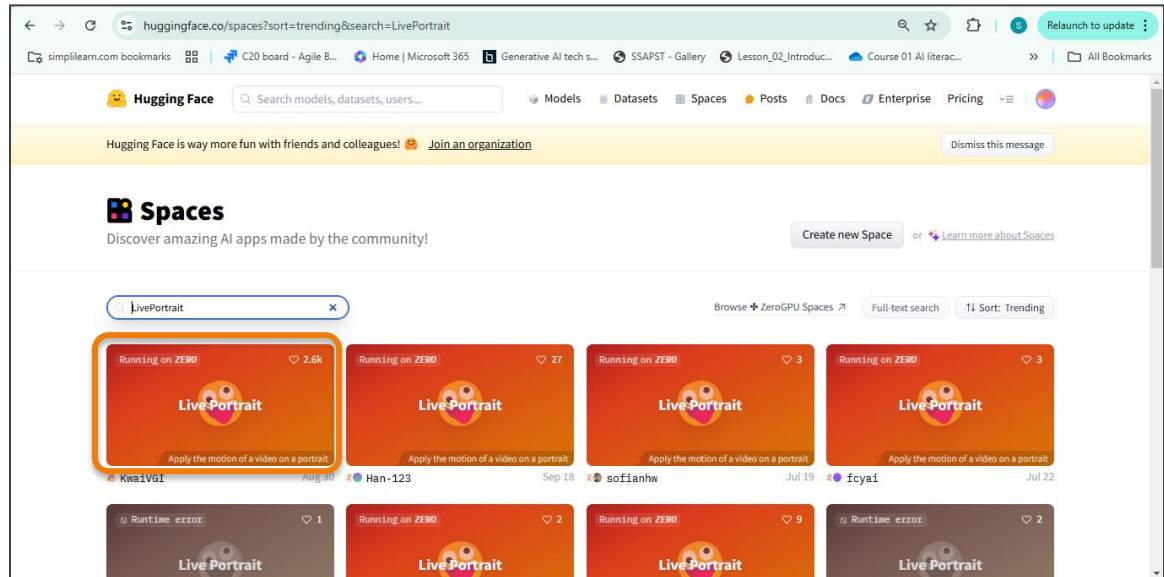 huggingface.co/spaces?sort=trending&search=LivePortrait
S
Relaunch to update
simplilearn.com bookmarks
C20 board - Agile B...
Home | Microsoft 365
Generative AI tech s...
SSAPST - Gallery
Lesson_02_Introduc...
Course 01 AI literac...
»
All Bookmarks
Hugging Face
Search models, datasets, users...
Models
Datasets
Spaces
Posts
Docs
Enterprise
Pricing
Hugging Face is way more fun with friends and colleagues! 🤗 Join an organization
Dismiss this message
Spaces
Discover amazing AI apps made by the community!
Create new Space
or Learn more about Spaces
LivePortrait
Browse ZeroGPU Spaces
Full-text search
Sort: Trending
Running on ZERO
2.6k
Live Portrait
Apply the motion of a video on a portrait
KwaiVGI
Aug 30
Running on ZERO
27
Live Portrait
Apply the motion of a video on a portrait
Han-123
Sep 18
Running on ZERO
3
Live Portrait
Apply the motion of a video on a portrait
sofianhw
Jul 19
Running on ZERO
3
Live Portrait
Apply the motion of a video on a portrait
fcyai
Jul 22
Runtime error
1
Live Portrait
Running on ZERO
2
Live Portrait
Running on ZERO
9
Live Portrait
Runtime error
2
Live Portrait